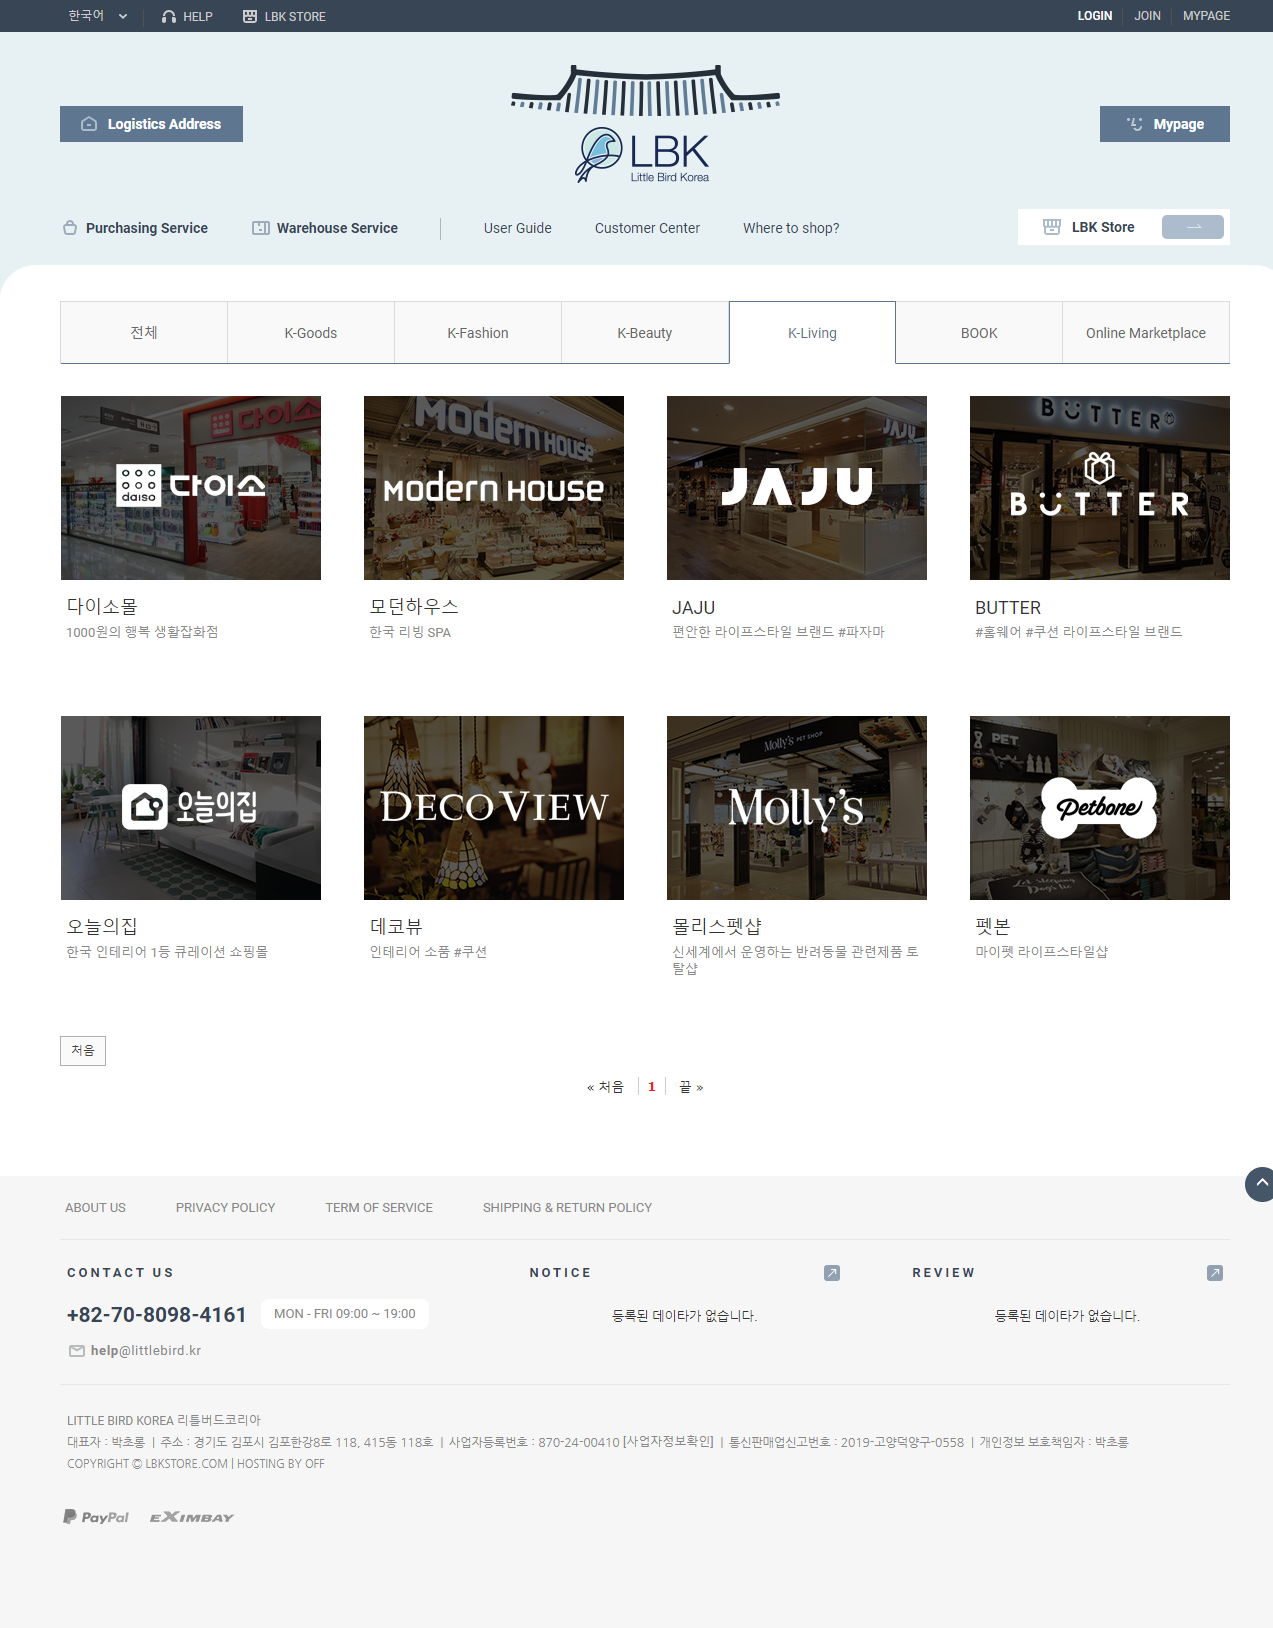 한국어
HELP
LBK STORE
LOGIN
JOIN
MYPAGE
Logistics Address
LBK
Little Bird Korea
Mypage
Purchasing Service
Warehouse Service
User Guide
Customer Center
Where to shop?
LBK Store
전체
K-Goods
K-Fashion
K-Beauty
K-Living
BOOK
Online Marketplace
다이소
daiso 다이소
Modern House
Modern House
JAJU
JAJU
BUTTER
BUTTER
다이소몰
1000원의 행복 생활잡화점
모던하우스
한국 리빙 SPA
JAJU
편안한 라이프스타일 브랜드 #파자마
BUTTER
#홈웨어 #쿠션 라이프스타일 브랜드
오늘의집
DECO VIEW
Molly's PET SHOP
Molly's
PET
Petbone
오늘의집
한국 인테리어 1등 큐레이션 쇼핑몰
데코뷰
인테리어 소품 #쿠션
몰리스펫샵
신세계에서 운영하는 반려동물 관련제품 토
탈샵
펫본
마이펫 라이프스타일샵
처음
« 처음
1
끝 »
ABOUT US
PRIVACY POLICY
TERM OF SERVICE
SHIPPING & RETURN POLICY
CONTACT US
+82-70-8098-4161
MON - FRI 09:00 ~ 19:00
help@littlebird.kr
NOTICE
등록된 데이타가 없습니다.
REVIEW
등록된 데이타가 없습니다.
LITTLE BIRD KOREA 리틀버드코리아
대표자 : 박초롱 | 주소 : 경기도 김포시 김포한강8로 118, 415동 118호 | 사업자등록번호 : 870-24-00410 [사업자정보확인] | 통신판매업신고번호 : 2019-고양덕양구-0558 | 개인정보 보호책임자 : 박초롱
COPYRIGHT © LBKSTORE.COM | HOSTING BY OFF
PayPal
EXIMBAY